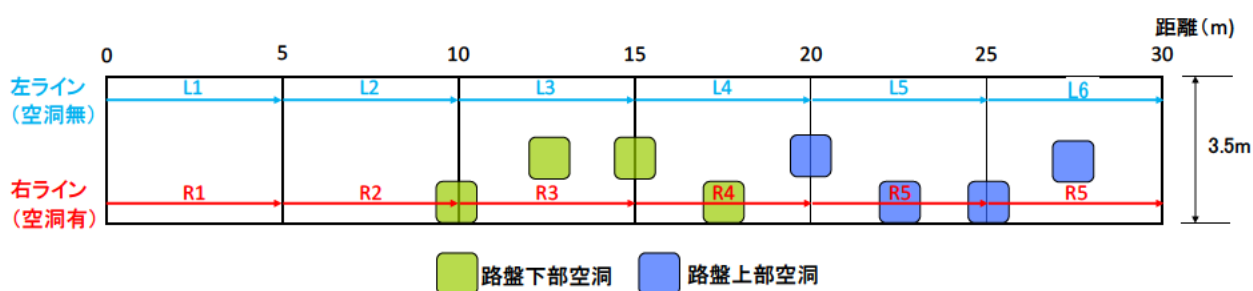 距離(m)
0 5 10 15 20 25 30
左ライン
(空洞無)
L1 L2 L3 L4 L5 L6
3.5m
右ライン
(空洞有)
R1 R2 R3 R4 R5 R5
路盤下部空洞 路盤上部空洞